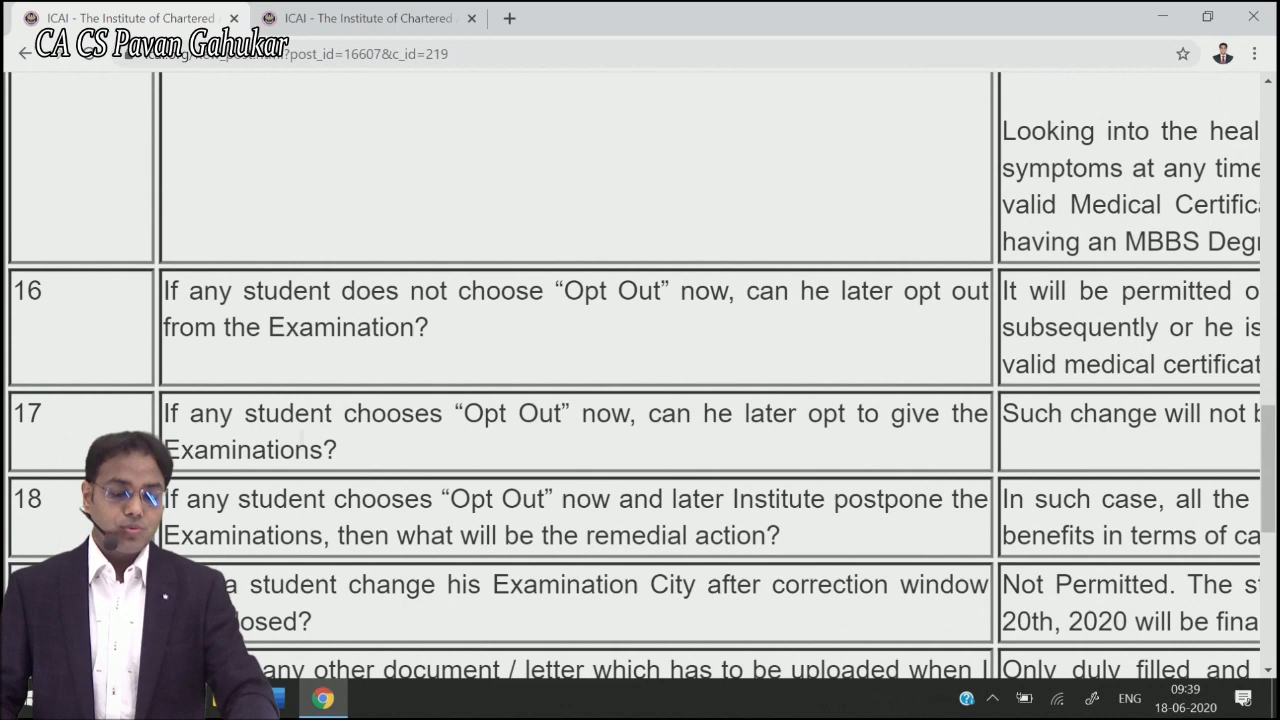 ICAI - The Institute of Chartered
ICAI - The Institute of Chartered
CA CS Pavan Gahukar
?post_id=16607&c_id=219
Looking into the heal
symptoms at any time
valid Medical Certific
having an MBBS Degr
16
If any student does not choose “Opt Out” now, can he later opt out
from the Examination?
It will be permitted o
subsequently or he is
valid medical certificat
17
If any student chooses “Opt Out” now, can he later opt to give the
Examinations?
Such change will not b
18
If any student chooses “Opt Out” now and later Institute postpone the
Examinations, then what will be the remedial action?
In such case, all the
benefits in terms of ca
a student change his Examination City after correction window
losed?
Not Permitted. The st
20th, 2020 will be fina
any other document / letter which has to be uploaded when I
Only duly filled and
ENG
09:39
18-06-2020